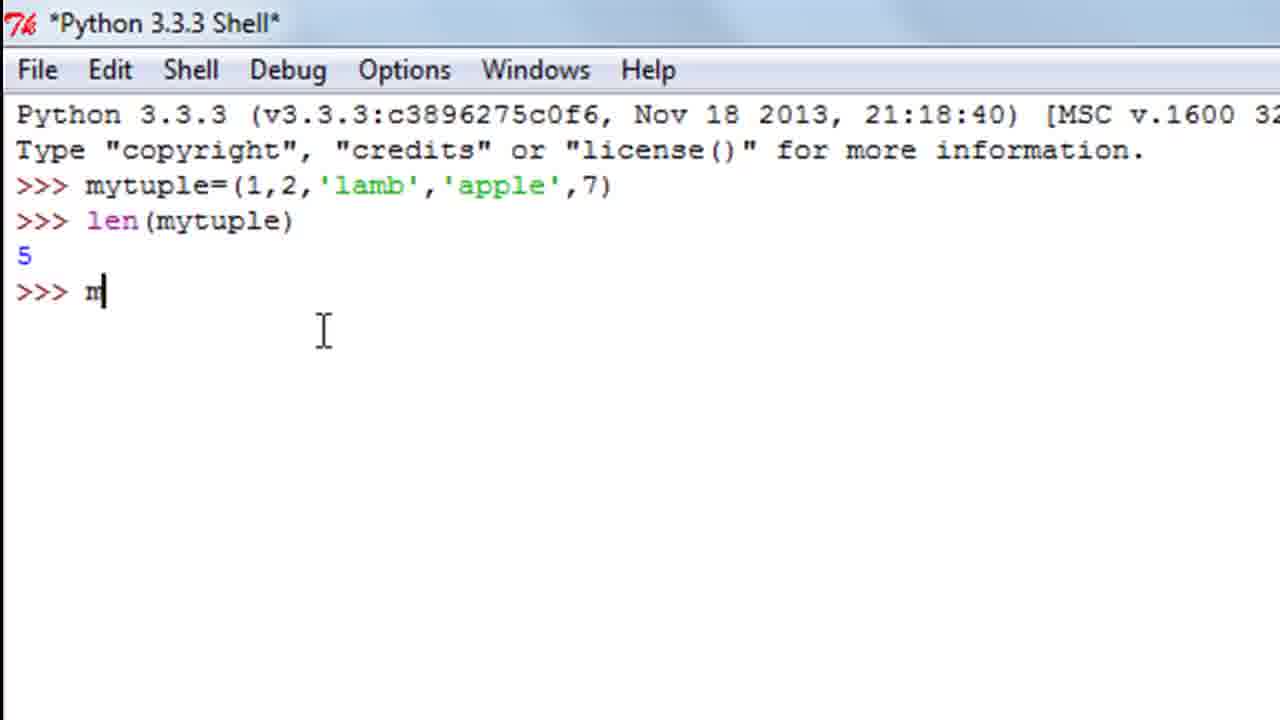 *Python 3.3.3 Shell*
File Edit Shell Debug Options Windows Help
Python 3.3.3 (v3.3.3:c3896275c0f6, Nov 18 2013, 21:18:40) [MSC v.1600 32
Type "copyright", "credits" or "license()" for more information.
>>> mytuple=(1,2,'lamb','apple',7)
>>> len(mytuple)
5
>>> m